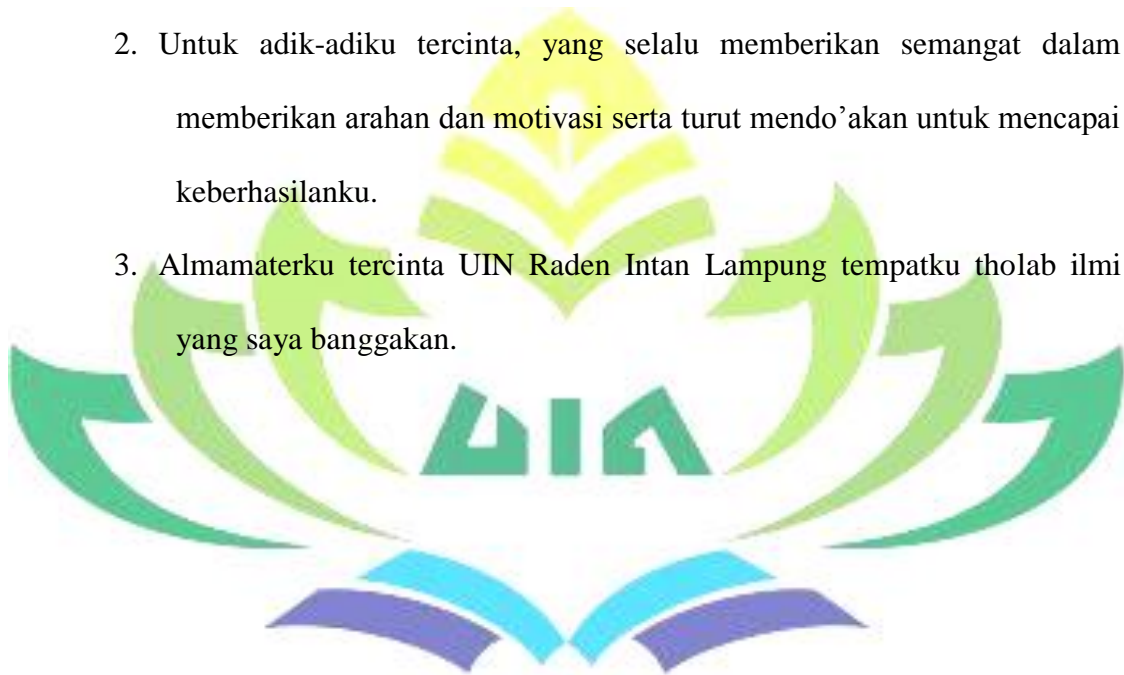 2. Untuk adik-adiku tercinta, yang selalu memberikan semangat dalam
memberikan arahan dan motivasi serta turut mendo’akan untuk mencapai
keberhasilanku.
3. Almamaterku tercinta UIN Raden Intan Lampung tempatku tholab ilmi
yang saya banggakan.
UIN